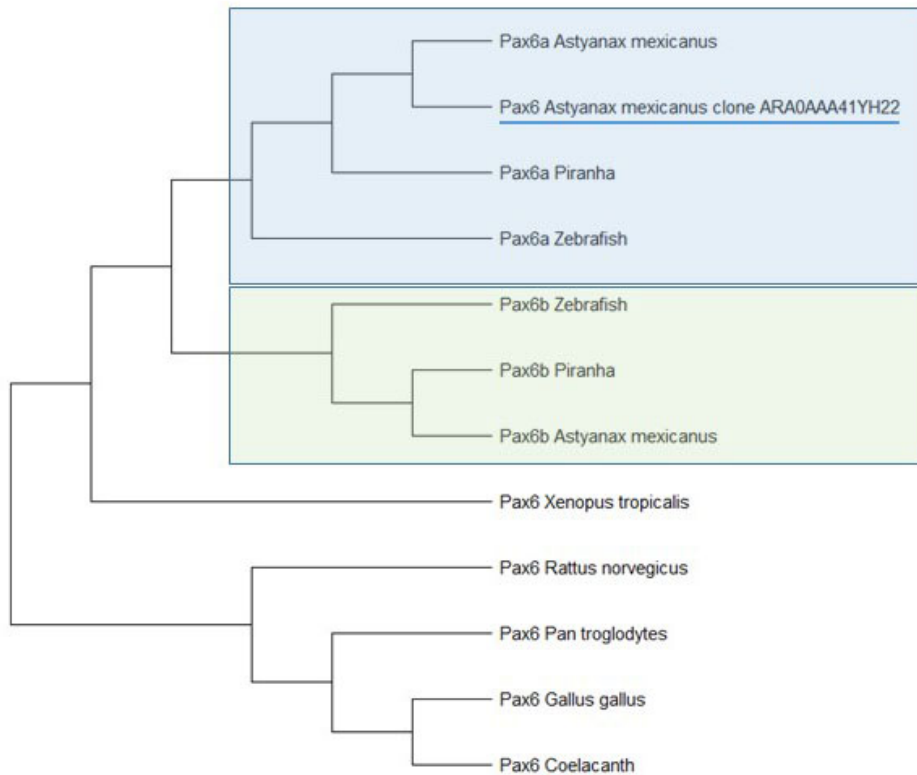 Pax6a Astyanax mexicanus
Pax6 Astyanax mexicanus clone ARA0AAA41YH22
Pax6a Piranha
Pax6a Zebrafish
Pax6b Zebrafish
Pax6b Piranha
Pax6b Astyanax mexicanus
Pax6 Xenopus tropicalis
Pax6 Rattus norvegicus
Pax6 Pan troglodytes
Pax6 Gallus gallus
Pax6 Coelacanth